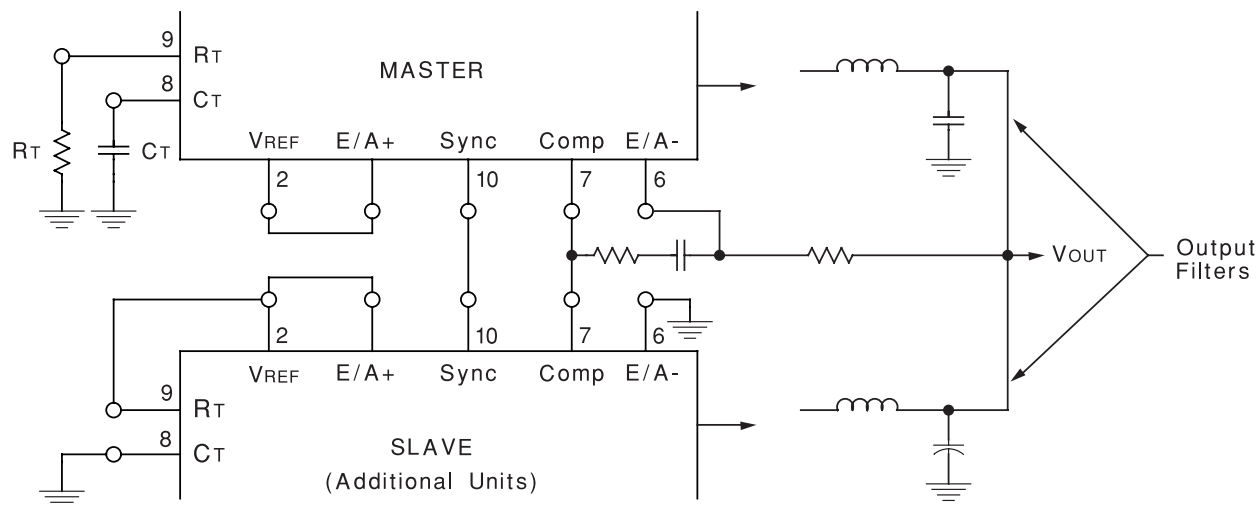 9
RT
MASTER
8
CT
RT
CT
VREF
E/A+
Sync
Comp
E/A-
2
10
7
6
VOUT
Output
Filters
2
10
7
6
VREF
E/A+
Sync
Comp
E/A-
9
RT
8
CT
SLAVE
(Additional Units)